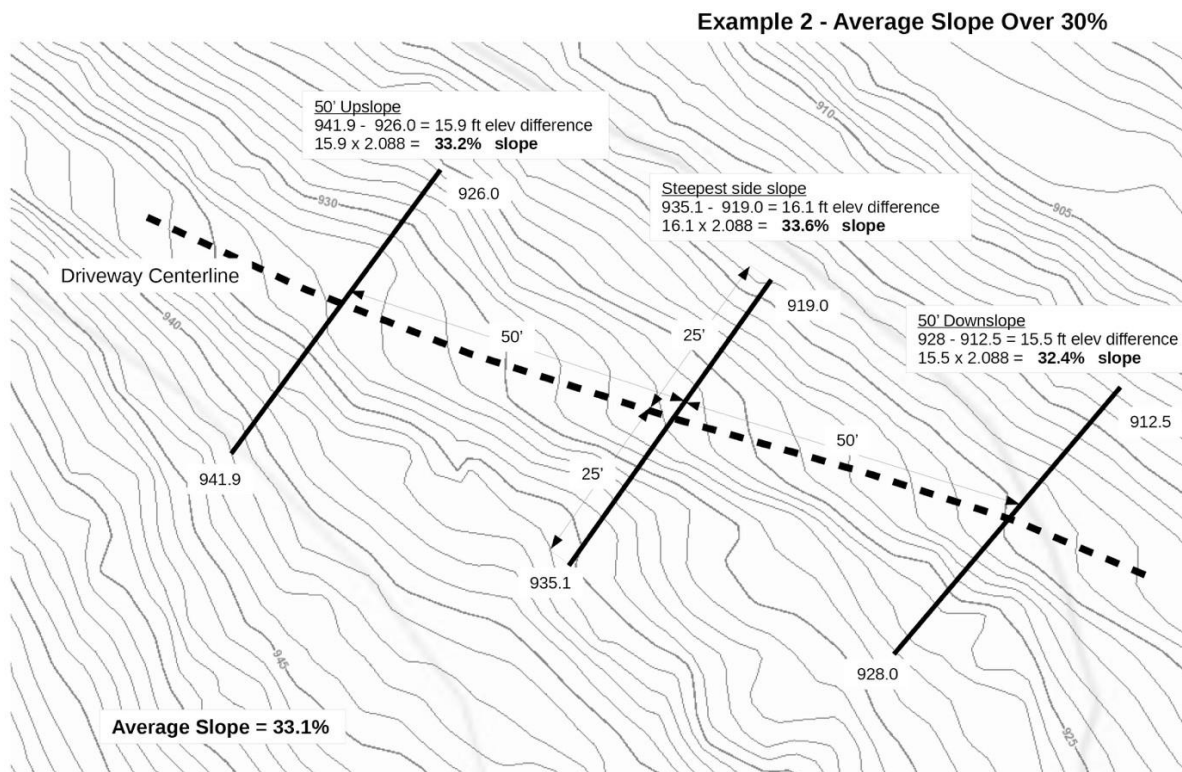 Example 2 - Average Slope Over 30%
910
50' Upslope
941.9 - 926.0 = 15.9 ft elev difference
15.9 x 2.088 = 33.2% slope
926.0
930
Steepest side slope
935.1 - 919.0 = 16.1 ft elev difference
16.1 x 2.088 = 33.6% slope
905
Driveway Centerline
940
919.0
50'
25'
50' Downslope
928 - 912.5 = 15.5 ft elev difference
15.5 x 2.088 = 32.4% slope
912.5
50'
25'
941.9
935.1
928.0
945
Average Slope = 33.1%
925